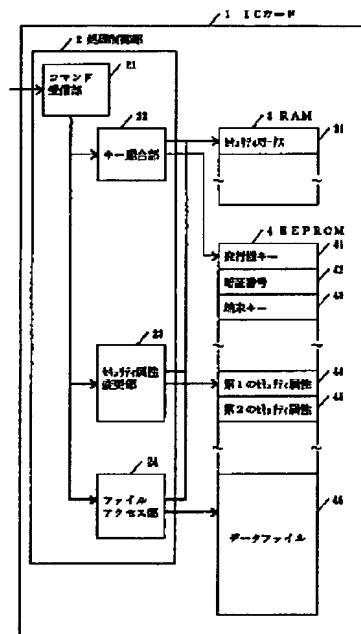 1 ICカード
2 処理制御部
21
コマンド
受信部
22
キー照合部
3 RAM
31
セキュリティステータス
4 EEPROM
41
発行機キー
42
暗証番号
43
端末キー
23
セキュリティ属性
変更部
44
第1のセキュリティ属性
45
第2のセキュリティ属性
24
ファイル
アクセス部
46
データファイル